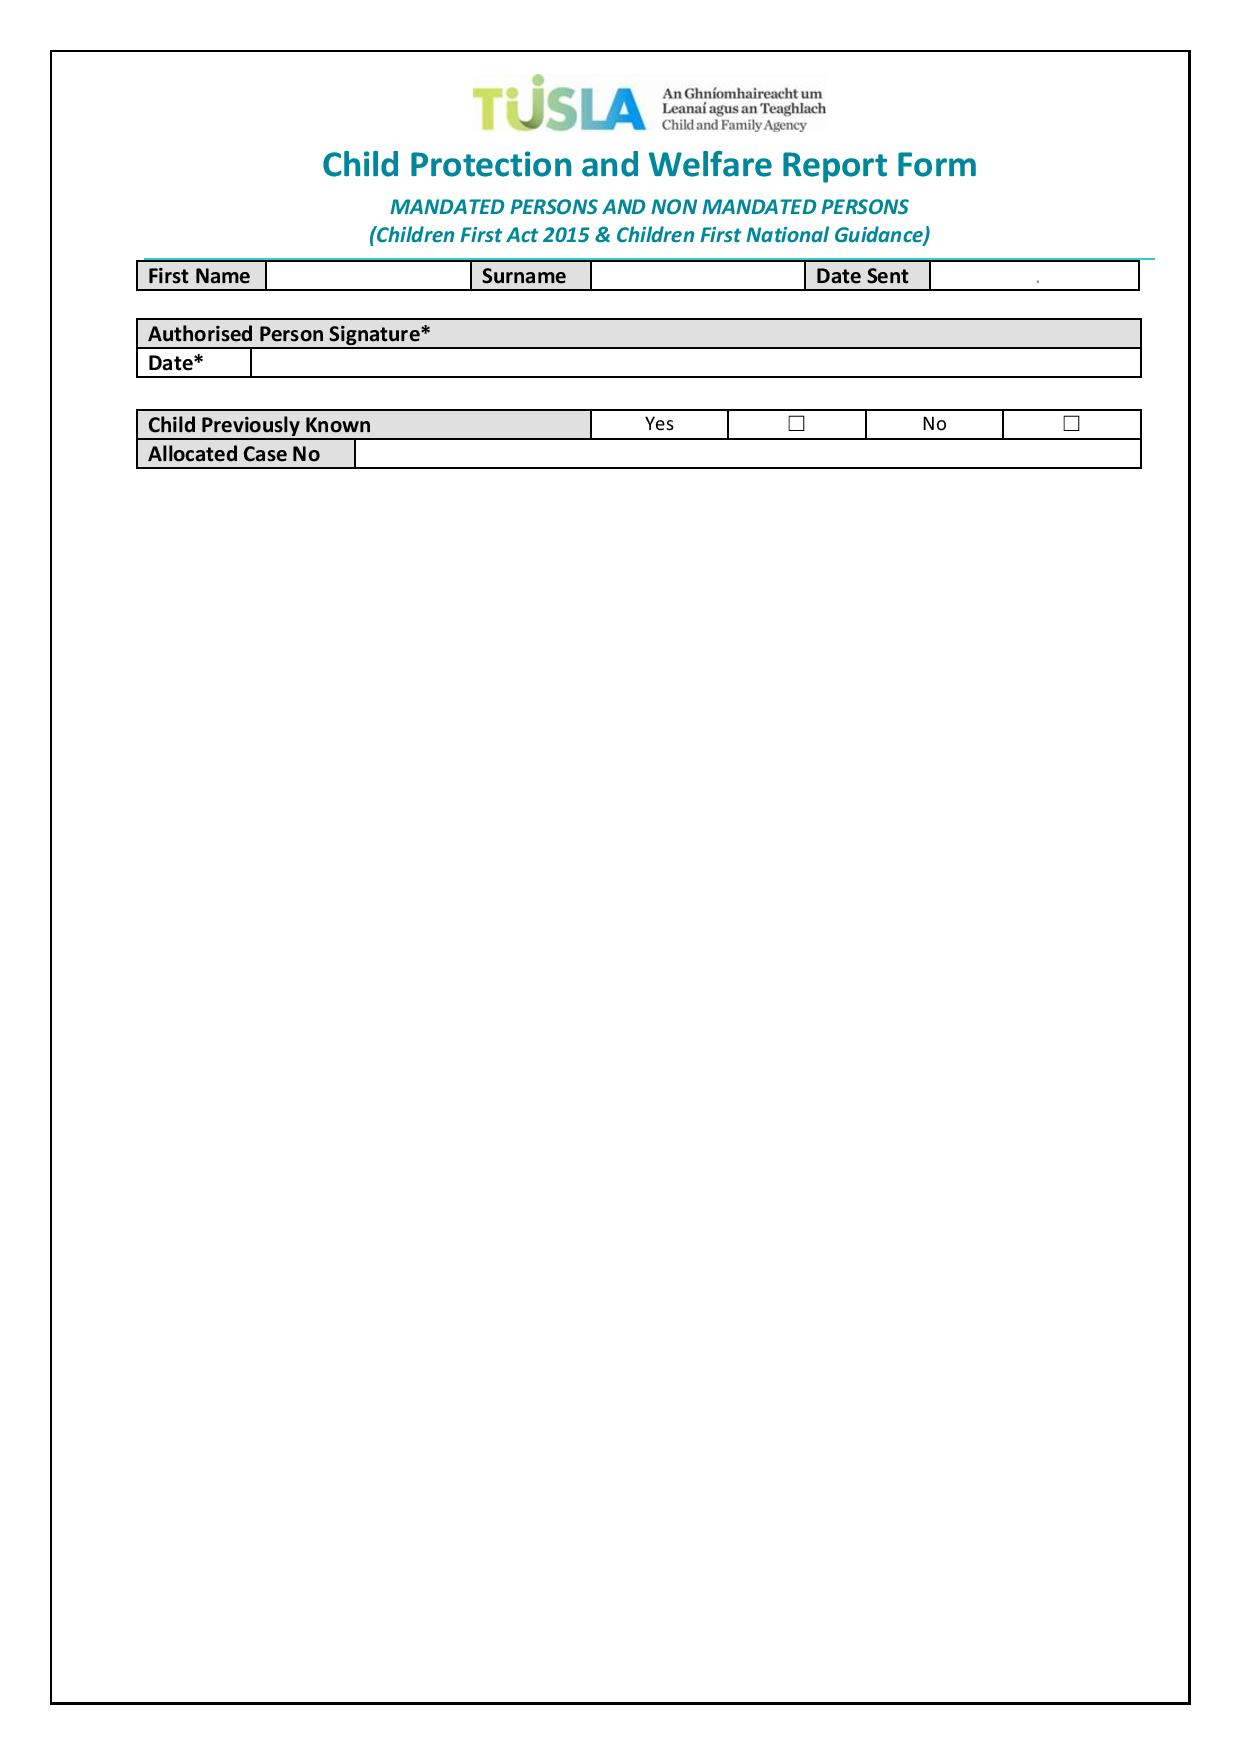 TUSLA
An Ghníomhaireacht um
Leanaí agus an Teaghlach
Child and Family Agency
Child Protection and Welfare Report Form
MANDATED PERSONS AND NON MANDATED PERSONS
(Children First Act 2015 & Children First National Guidance)
First Name Surname Date Sent .
Authorised Person Signature*
Date*
Child Previously Known Yes ☐ No ☐
Allocated Case No